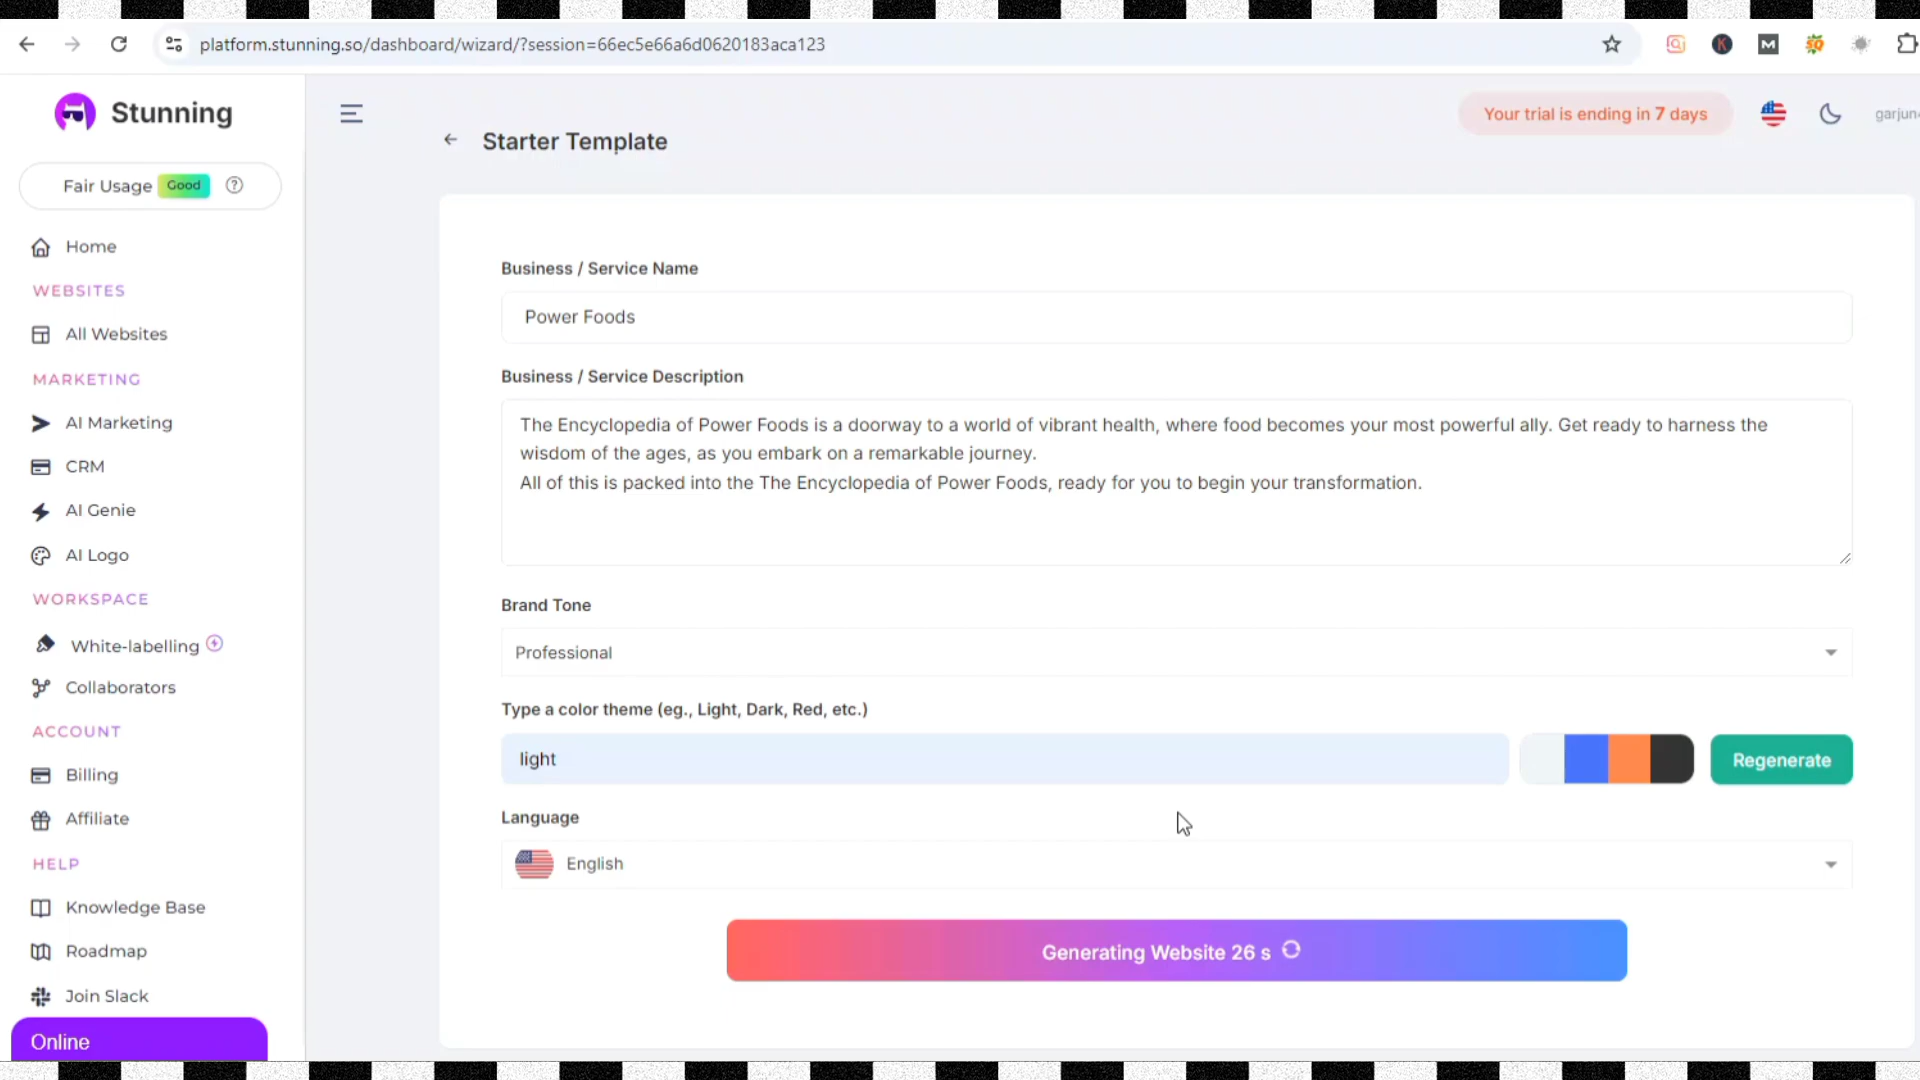 platform.stunning.so/dashboard/wizard/?session=66ec5e66a6d0620183aca123
Stunning
Fair Usage Good ?
Home
WEBSITES
All Websites
MARKETING
AI Marketing
CRM
AI Genie
AI Logo
WORKSPACE
White-labelling
Collaborators
ACCOUNT
Billing
Affiliate
HELP
Knowledge Base
Roadmap
Join Slack
Online
Starter Template
Your trial is ending in 7 days
garjun
Business / Service Name
Power Foods
Business / Service Description
The Encyclopedia of Power Foods is a doorway to a world of vibrant health, where food becomes your most powerful ally. Get ready to harness the
wisdom of the ages, as you embark on a remarkable journey.
All of this is packed into the The Encyclopedia of Power Foods, ready for you to begin your transformation.
Brand Tone
Professional
Type a color theme (eg., Light, Dark, Red, etc.)
light
Regenerate
Language
English
Generating Website 26 s